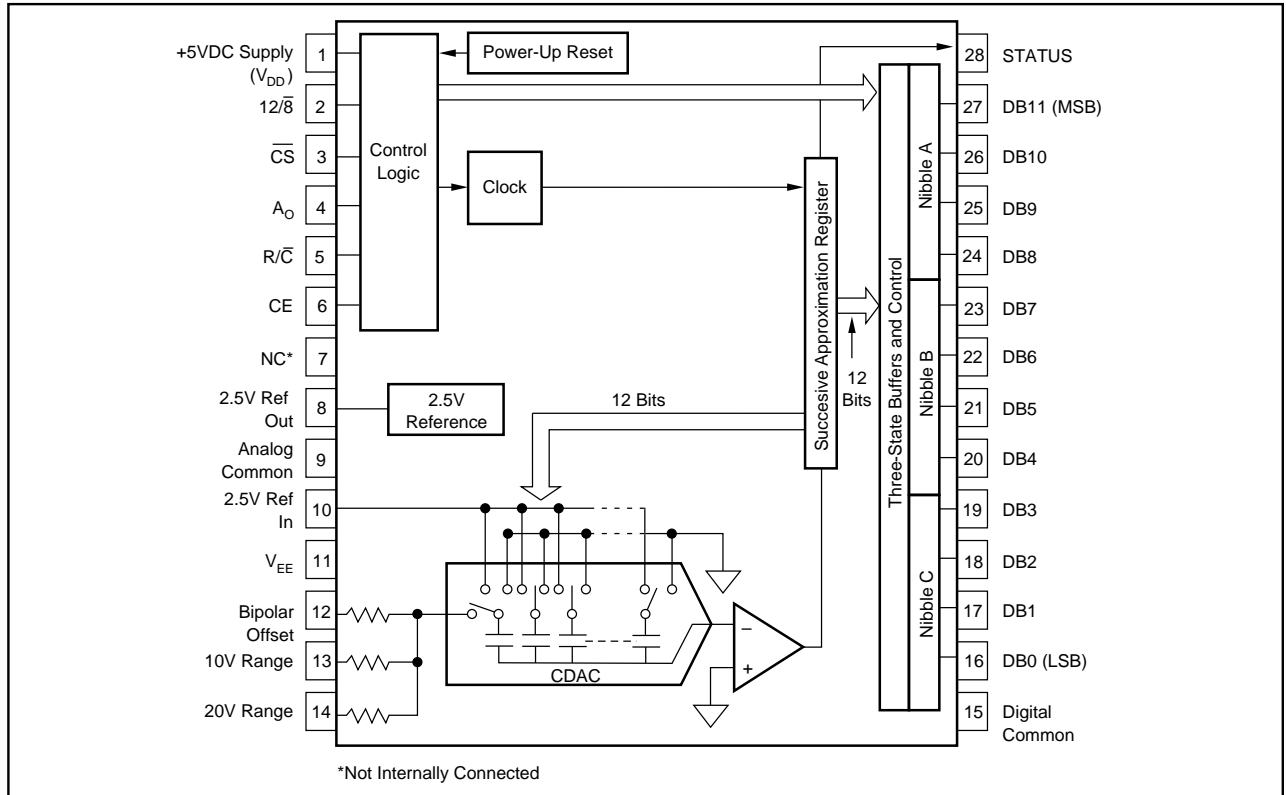 +5VDC Supply
(V_DD)
1
12/8̅
2
C̅S̅
3
A_O
4
R/C̅
5
CE
6
NC*
7
2.5V Ref
Out
8
Analog
Common
9
2.5V Ref
In
10
V_EE
11
Bipolar
Offset
12
10V Range
13
20V Range
14
Control
Logic
Power-Up Reset
Clock
2.5V
Reference
12 Bits
CDAC
−
+
Succesive Approximation Register
12
Bits
Three-State Buffers and Control
Nibble A
Nibble B
Nibble C
28 STATUS
27 DB11 (MSB)
26 DB10
25 DB9
24 DB8
23 DB7
22 DB6
21 DB5
20 DB4
19 DB3
18 DB2
17 DB1
16 DB0 (LSB)
15 Digital
Common
*Not Internally Connected